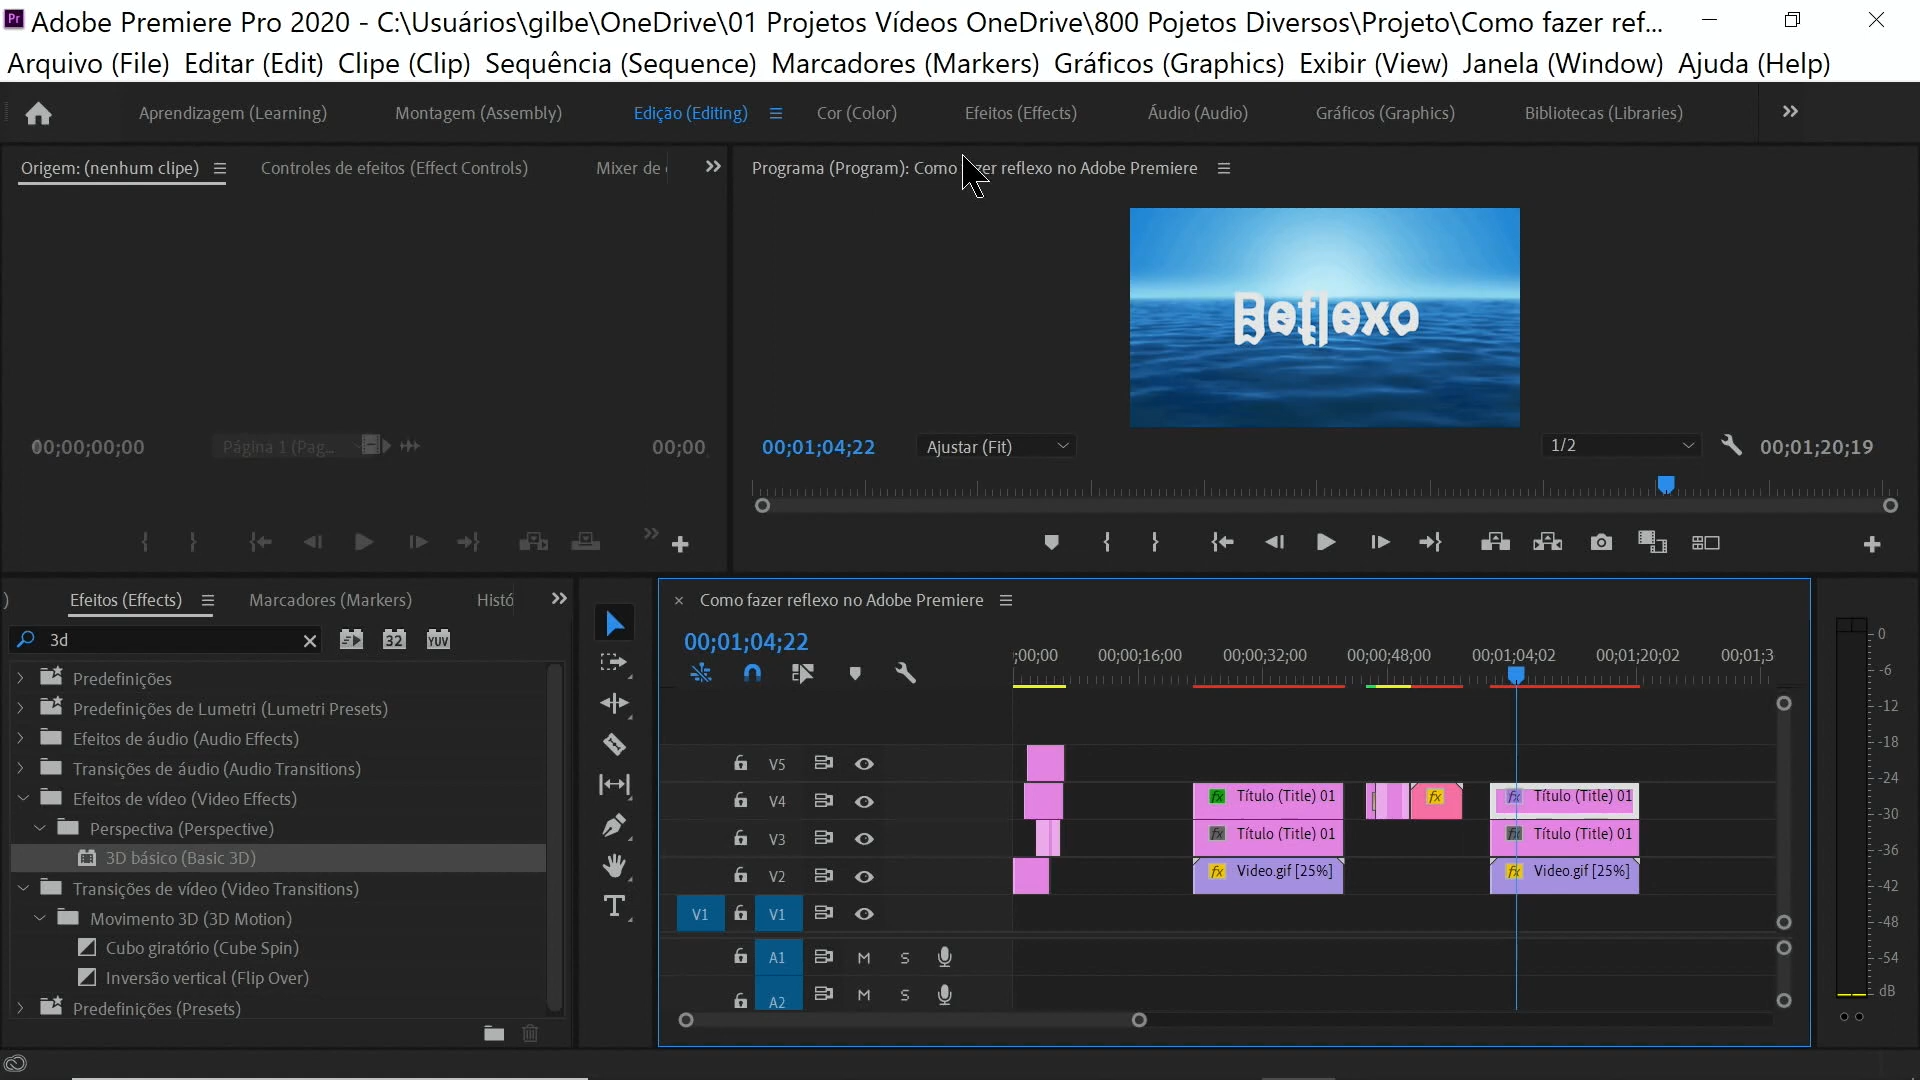 Adobe Premiere Pro 2020 - C:\Usuários\gilbe\OneDrive\01 Projetos Vídeos OneDrive\800 Pojetos Diversos\Projeto\Como fazer ref...
Arquivo (File) Editar (Edit) Clipe (Clip) Sequência (Sequence) Marcadores (Markers) Gráficos (Graphics) Exibir (View) Janela (Window) Ajuda (Help)
Aprendizagem (Learning) Montagem (Assembly) Edição (Editing) Cor (Color) Efeitos (Effects) Áudio (Audio) Gráficos (Graphics) Bibliotecas (Libraries)
Origem: (nenhum clipe) Controles de efeitos (Effect Controls) Mixer de
Programa (Program): Como zer reflexo no Adobe Premiere
Reflexo
00;00;00;00 Página 1 (Pag... 00;00
00;01;04;22 Ajustar (Fit) 1/2 00;01;20;19
Efeitos (Effects) Marcadores (Markers) Histó
3d
32 YUV
Predefinições
Predefinições de Lumetri (Lumetri Presets)
Efeitos de áudio (Audio Effects)
Transições de áudio (Audio Transitions)
Efeitos de vídeo (Video Effects)
Perspectiva (Perspective)
3D básico (Basic 3D)
Transições de vídeo (Video Transitions)
Movimento 3D (3D Motion)
Cubo giratório (Cube Spin)
Inversão vertical (Flip Over)
Predefinições (Presets)
Como fazer reflexo no Adobe Premiere
00;01;04;22
;00;00 00;00;16;00 00;00;32;00 00;00;48;00 00;01;04;02 00;01;20;02 00;01;3
V5
V4 fx Título (Title) 01 fx fx Título (Title) 01
V3 fx Título (Title) 01 fx Título (Title) 01
V2 fx Video.gif [25%] fx Video.gif [25%]
V1 V1
A1 M S
A2 M S
0
-6
-12
-18
-24
-30
-36
-42
-48
-54
dB